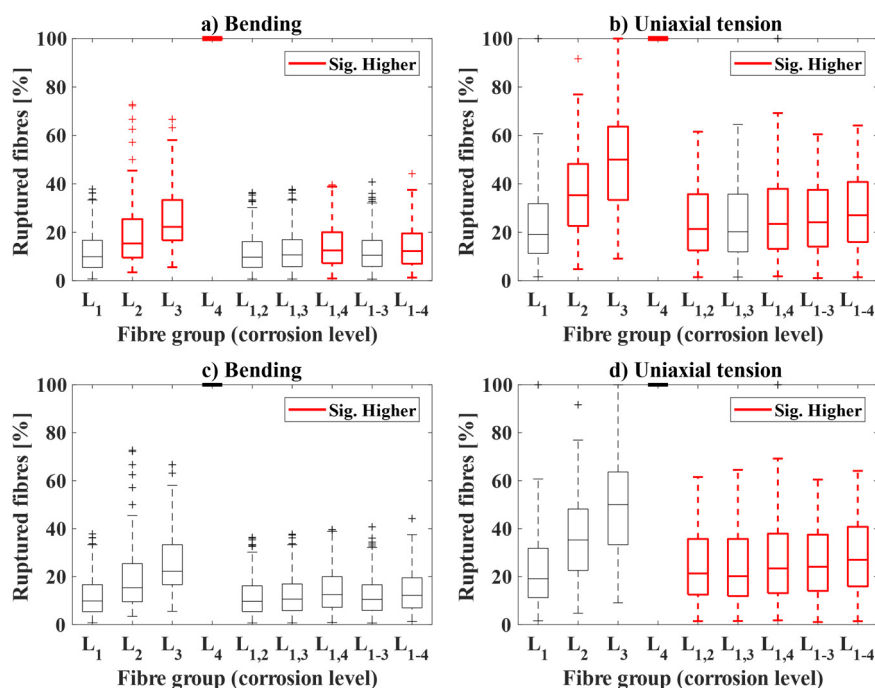 a) Bending
100
80
60
40
20
0
Ruptured fibres [%]
Sig. Higher
L1 L2 L3 L4 L1,2 L1,3 L1,4 L1-3 L1-4
Fibre group (corrosion level)
b) Uniaxial tension
100
80
60
40
20
0
Ruptured fibres [%]
Sig. Higher
L1 L2 L3 L4 L1,2 L1,3 L1,4 L1-3 L1-4
Fibre group (corrosion level)
c) Bending
100
80
60
40
20
0
Ruptured fibres [%]
Sig. Higher
L1 L2 L3 L4 L1,2 L1,3 L1,4 L1-3 L1-4
Fibre group (corrosion level)
d) Uniaxial tension
100
80
60
40
20
0
Ruptured fibres [%]
Sig. Higher
L1 L2 L3 L4 L1,2 L1,3 L1,4 L1-3 L1-4
Fibre group (corrosion level)